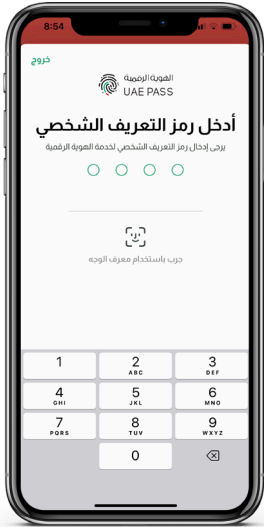 8:54
خروج
الهوية الرقمية
UAE PASS
أدخل رمز التعريف الشخصي
يرجى إدخال رمز التعريف الشخصي لخدمة الهوية الرقمية
جرب باستخدام معرف الوجه
1 2 3
ABC DEF
4 5 6
GHI JKL MNO
7 8 9
PQRS TUV WXYZ
0